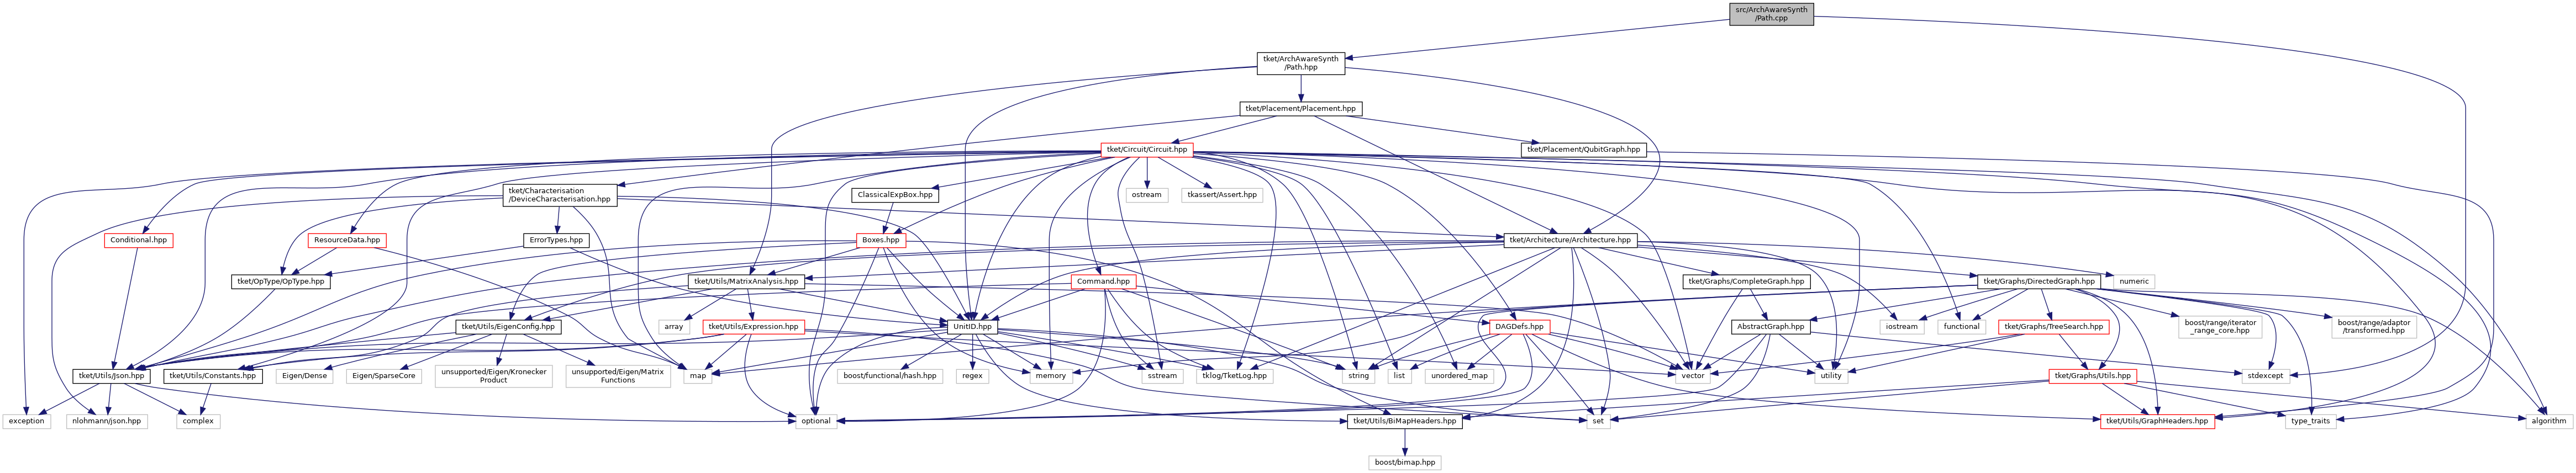 src/ArchAwareSynth
/Path.cpp
tket/ArchAwareSynth
/Path.hpp
tket/Placement/Placement.hpp
tket/Circuit/Circuit.hpp
tket/Placement/QubitGraph.hpp
tket/Characterisation
/DeviceCharacterisation.hpp
ClassicalExpBox.hpp
ostream
tkassert/Assert.hpp
Conditional.hpp
ResourceData.hpp
ErrorTypes.hpp
Boxes.hpp
tket/Architecture/Architecture.hpp
tket/OpType/OpType.hpp
tket/Utils/MatrixAnalysis.hpp
Command.hpp
tket/Graphs/CompleteGraph.hpp
tket/Graphs/DirectedGraph.hpp
numeric
tket/Utils/EigenConfig.hpp
array
tket/Utils/Expression.hpp
UnitID.hpp
DAGDefs.hpp
AbstractGraph.hpp
iostream
functional
tket/Graphs/TreeSearch.hpp
boost/range/iterator
_range_core.hpp
boost/range/adaptor
/transformed.hpp
tket/Utils/Json.hpp
tket/Utils/Constants.hpp
Eigen/Dense
Eigen/SparseCore
unsupported/Eigen/Kronecker
Product
unsupported/Eigen/Matrix
Functions
map
boost/functional/hash.hpp
regex
memory
sstream
tklog/TketLog.hpp
string
list
unordered_map
vector
utility
tket/Graphs/Utils.hpp
stdexcept
exception
nlohmann/json.hpp
complex
optional
tket/Utils/BiMapHeaders.hpp
set
tket/Utils/GraphHeaders.hpp
type_traits
algorithm
boost/bimap.hpp